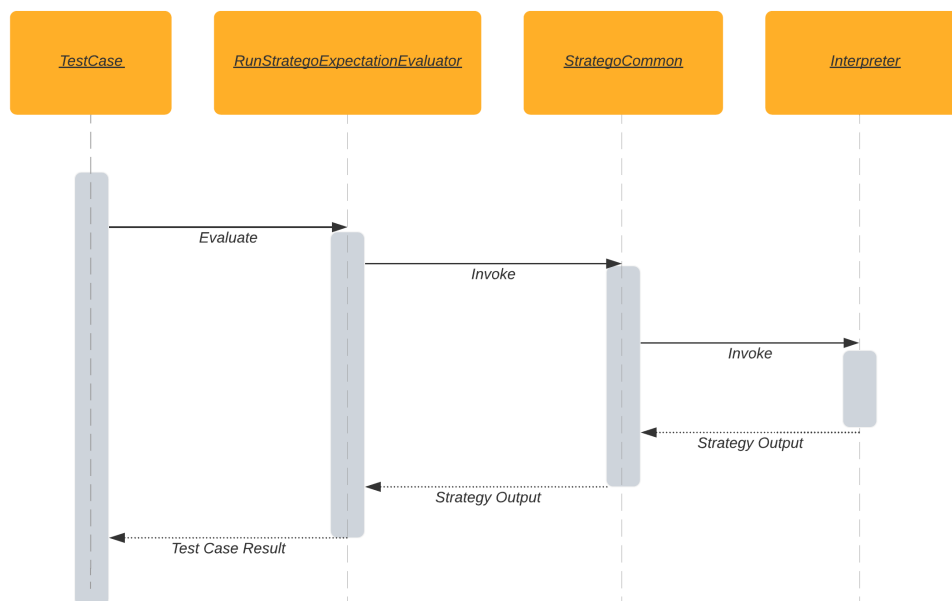 TestCase
RunStrategoExpectationEvaluator
StrategoCommon
Interpreter
Evaluate
Invoke
Invoke
Strategy Output
Strategy Output
Test Case Result